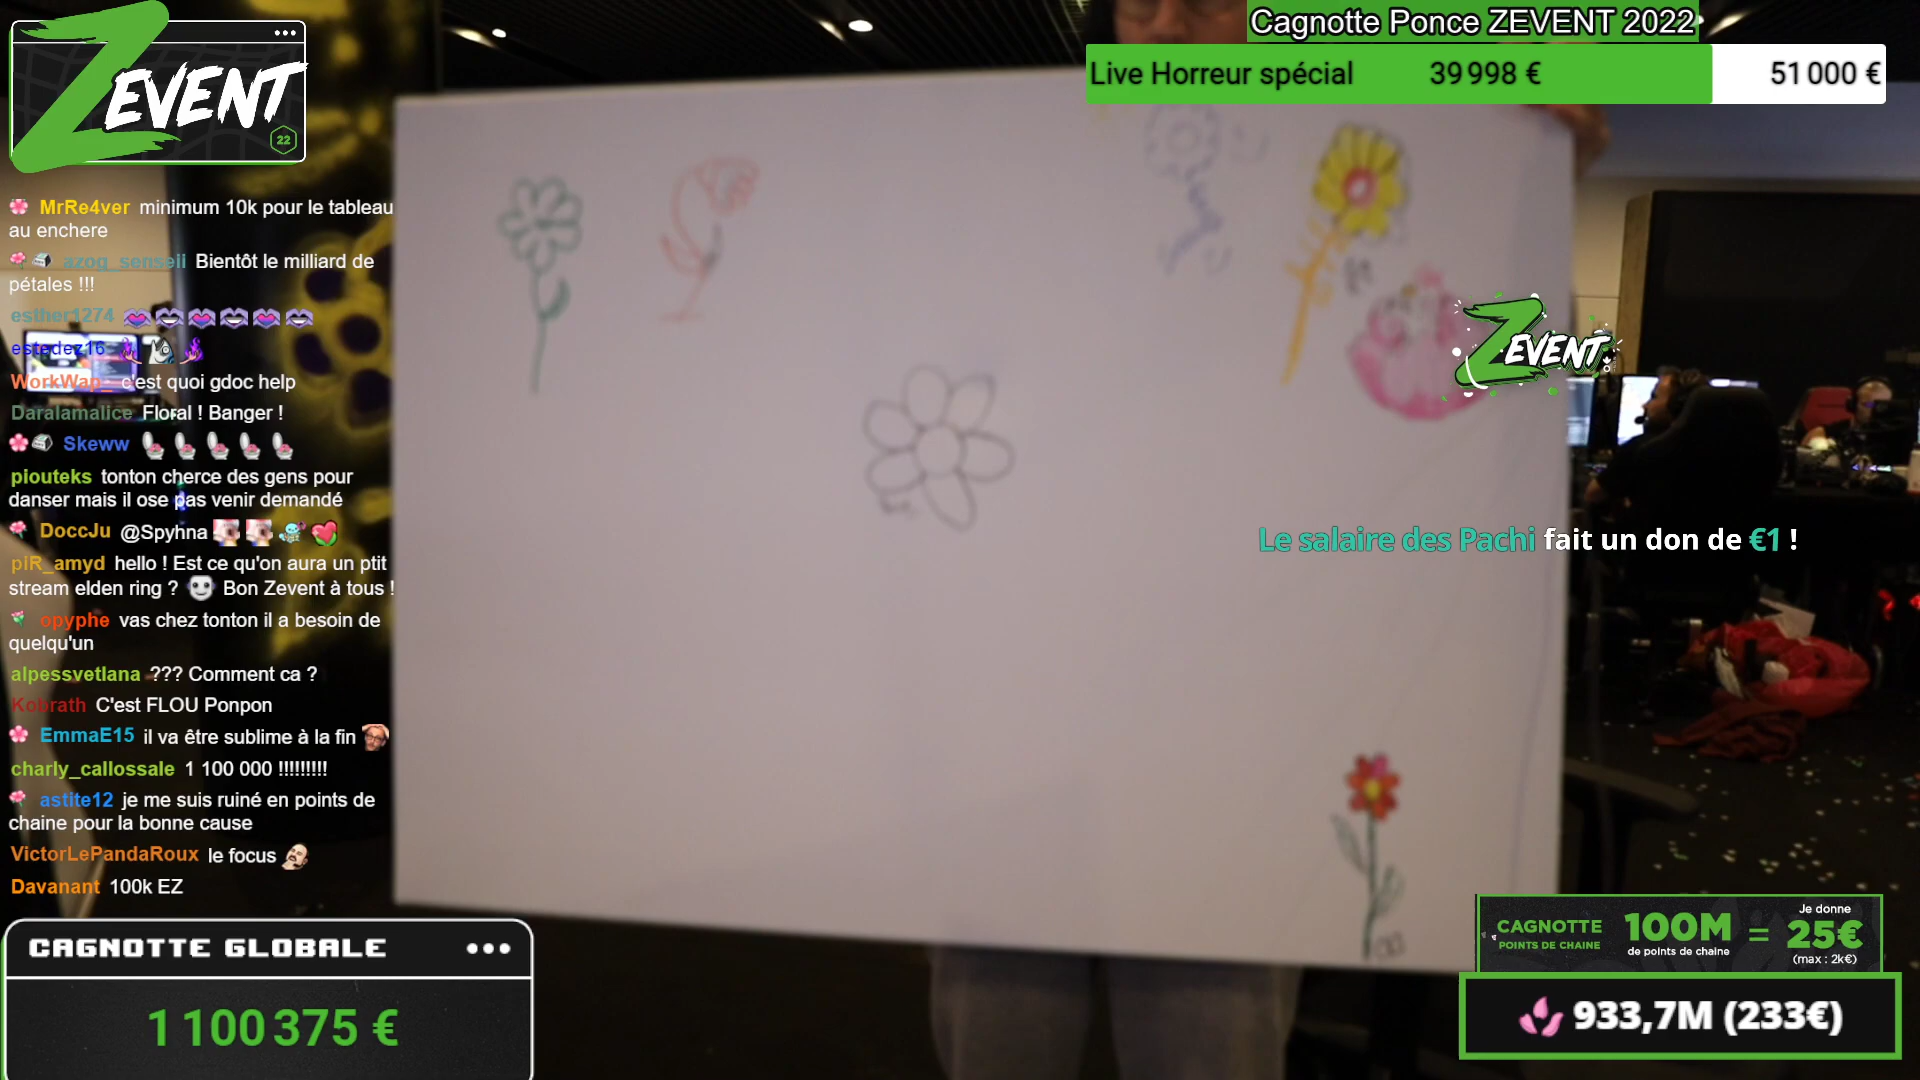 ZEVENT
22
Cagnotte Ponce ZEVENT 2022
Live Horreur spécial 39 998 € 51 000 €
MrRe4ver minimum 10k pour le tableau
au enchere
azog_senseii Bientôt le milliard de
pétales !!!
esther1274
estedez16
WorkWap_ c'est quoi gdoc help
Daralamalice Floral ! Banger !
Skeww
piouteks tonton cherce des gens pour
danser mais il ose pas venir demandé
DoccJu @Spyhna
piR_amyd hello ! Est ce qu'on aura un ptit
stream elden ring ? Bon Zevent à tous !
opyphe vas chez tonton il a besoin de
quelqu'un
alpessvetlana ??? Comment ca ?
Kobrath C'est FLOU Ponpon
EmmaE15 il va être sublime à la fin
charly_callossale 1 100 000 !!!!!!!!!
astite12 je me suis ruiné en points de
chaine pour la bonne cause
VictorLePandaRoux le focus
Davanant 100k EZ
ZEVENT
Le salaire des Pachi fait un don de €1 !
CAGNOTTE GLOBALE
1 100 375 €
CAGNOTTE
POINTS DE CHAINE
100M
de points de chaine
=
Je donne
25€
(max : 2k€)
933,7M (233€)